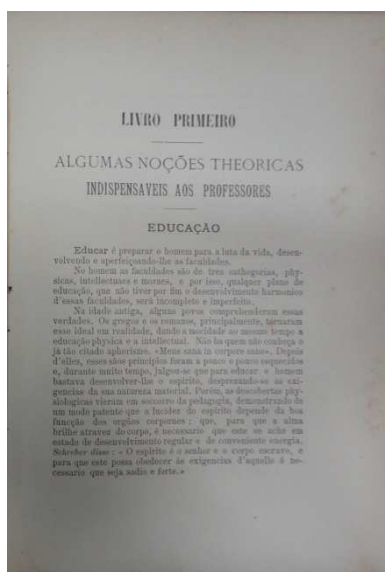 LIVRO PRIMEIRO
ALGUMAS NOÇÕES THEORICAS
INDISPENSAVEIS AOS PROFESSORES
EDUCAÇÃO
Educar é preparar o homem para a luta da vida, desen-
volvendo e aperfeiçoando-lhe as faculdades.
No homem as faculdades são de tres cathegorias, phy-
sicas, intellectuaes e moraes, e por isso, qualquer plano de
educação, que não tiver por fim o desenvolvimento harmonico
d'essas faculdades, será incompleto e imperfeito.
Na idade antiga, alguns povos comprehenderam essas
verdades. Os gregos e os romanos, principalmente, tornaram
esse ideal em realidade, dando a mocidade ao mesmo tempo a
educação physica e a intellectual. Não ha quem não conheça o
já tão citado aphorismo. «Mens sana in corpore sano». Depois
d'elles, esses sãos principios foram a pouco e pouco esquecidos
e, durante muito tempo, julgou-se que para educar o homem
bastava desenvolver-lhe o espirito, desprezando-se as exi-
gencias da sua natureza material. Porém, as descobertas phy-
siologicas vieram em soccorro da pedagogia, demonstrando de
um modo patente que a lucidez do espirito depende da boa
funcção dos orgãos corporeos; que, para que a alma
brilhe atravez do corpo, é necessario que este se ache em
estado de desenvolvimento regular e de conveniente energia.
Schreber disse: «O espirito é o senhor e o corpo escravo, e
para que este possa obedecer ás exigencias d'aquelle é ne-
cessario que seja sadio e forte.»